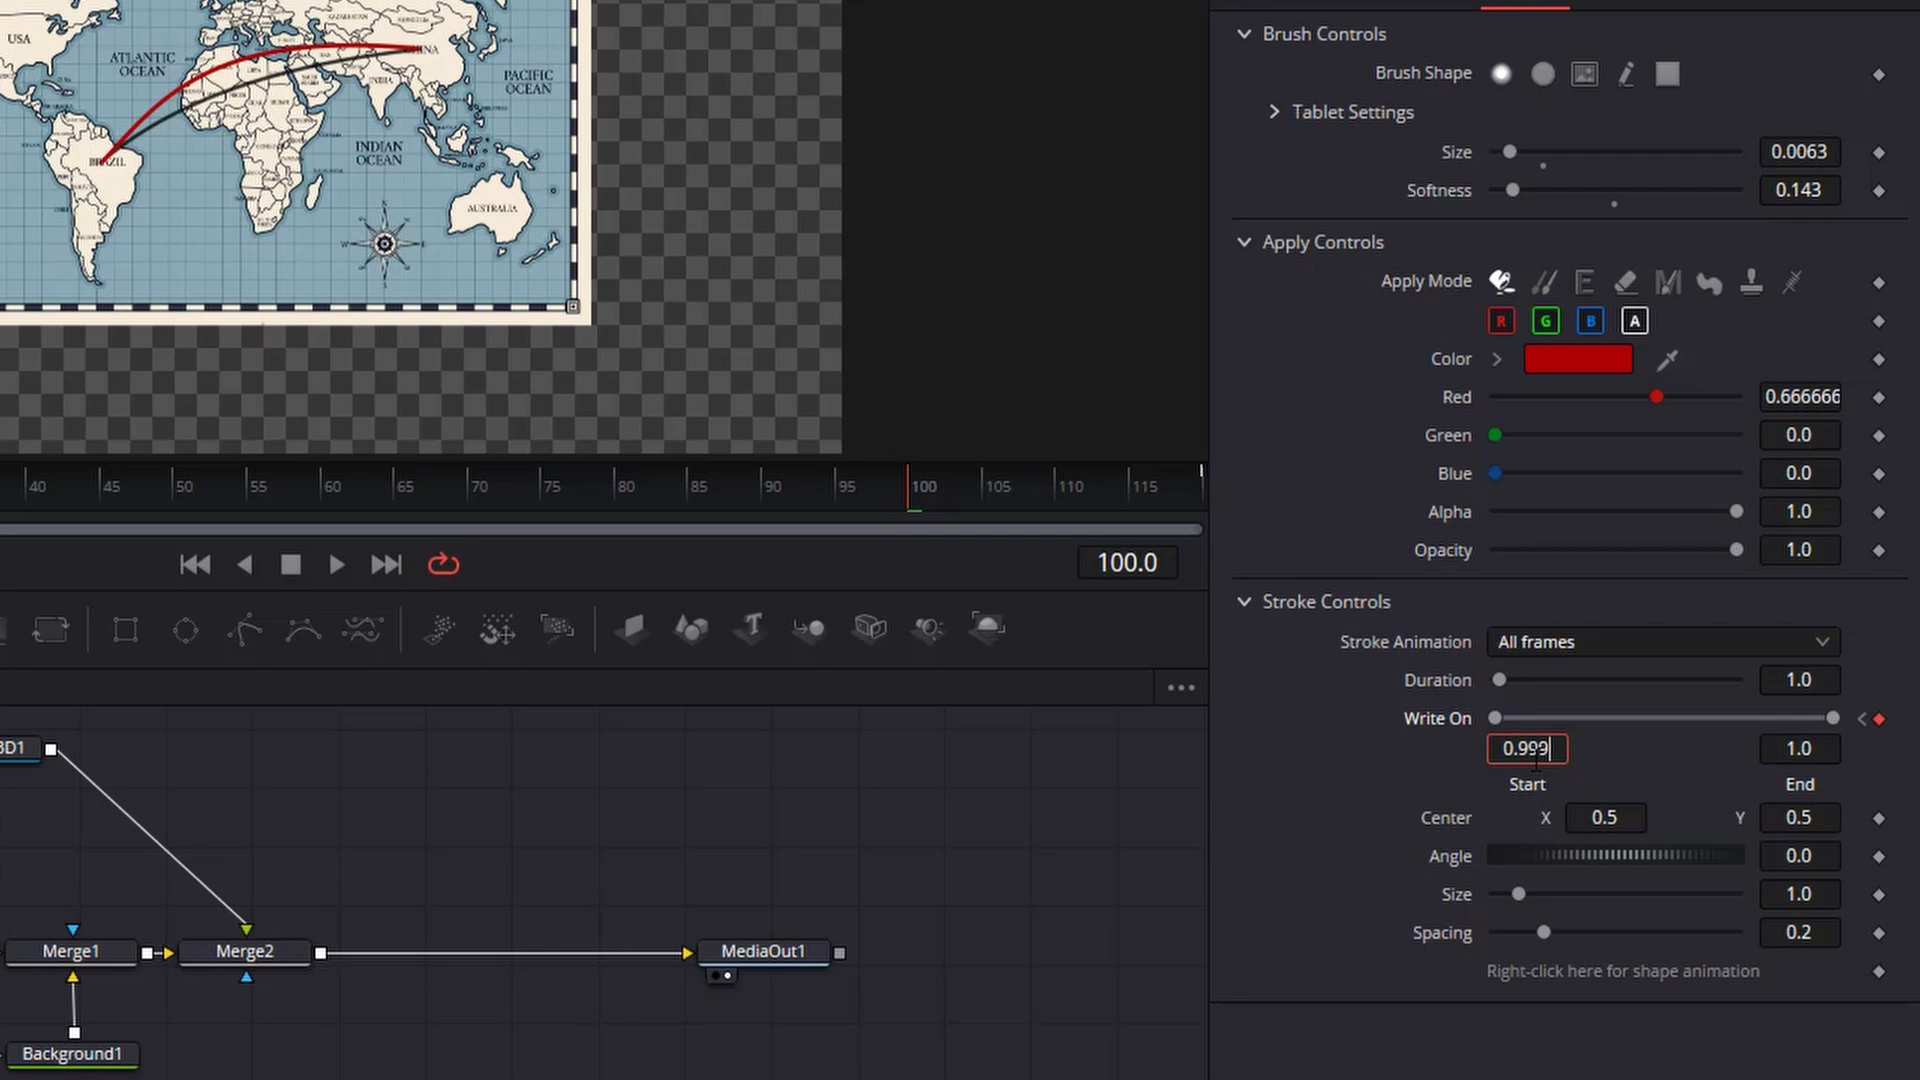 USA
ATLANTIC
OCEAN
KAZAKHSTAN
MONGOLIA
INDIA
PACIFIC
OCEAN
BRAZIL
INDIAN
OCEAN
AUSTRALIA
N
W
E
S
40 45 50 55 60 65 70 75 80 85 90 95 100 105 110 115
100.0
3D1
Merge1
Merge2
MediaOut1
Background1
Brush Controls
Brush Shape
Tablet Settings
Size 0.0063
Softness 0.143
Apply Controls
Apply Mode
R G B A
Color
Red 0.666666
Green 0.0
Blue 0.0
Alpha 1.0
Opacity 1.0
Stroke Controls
Stroke Animation All frames
Duration 1.0
Write On
0.999 1.0
Start End
Center X 0.5 Y 0.5
Angle 0.0
Size 1.0
Spacing 0.2
Right-click here for shape animation